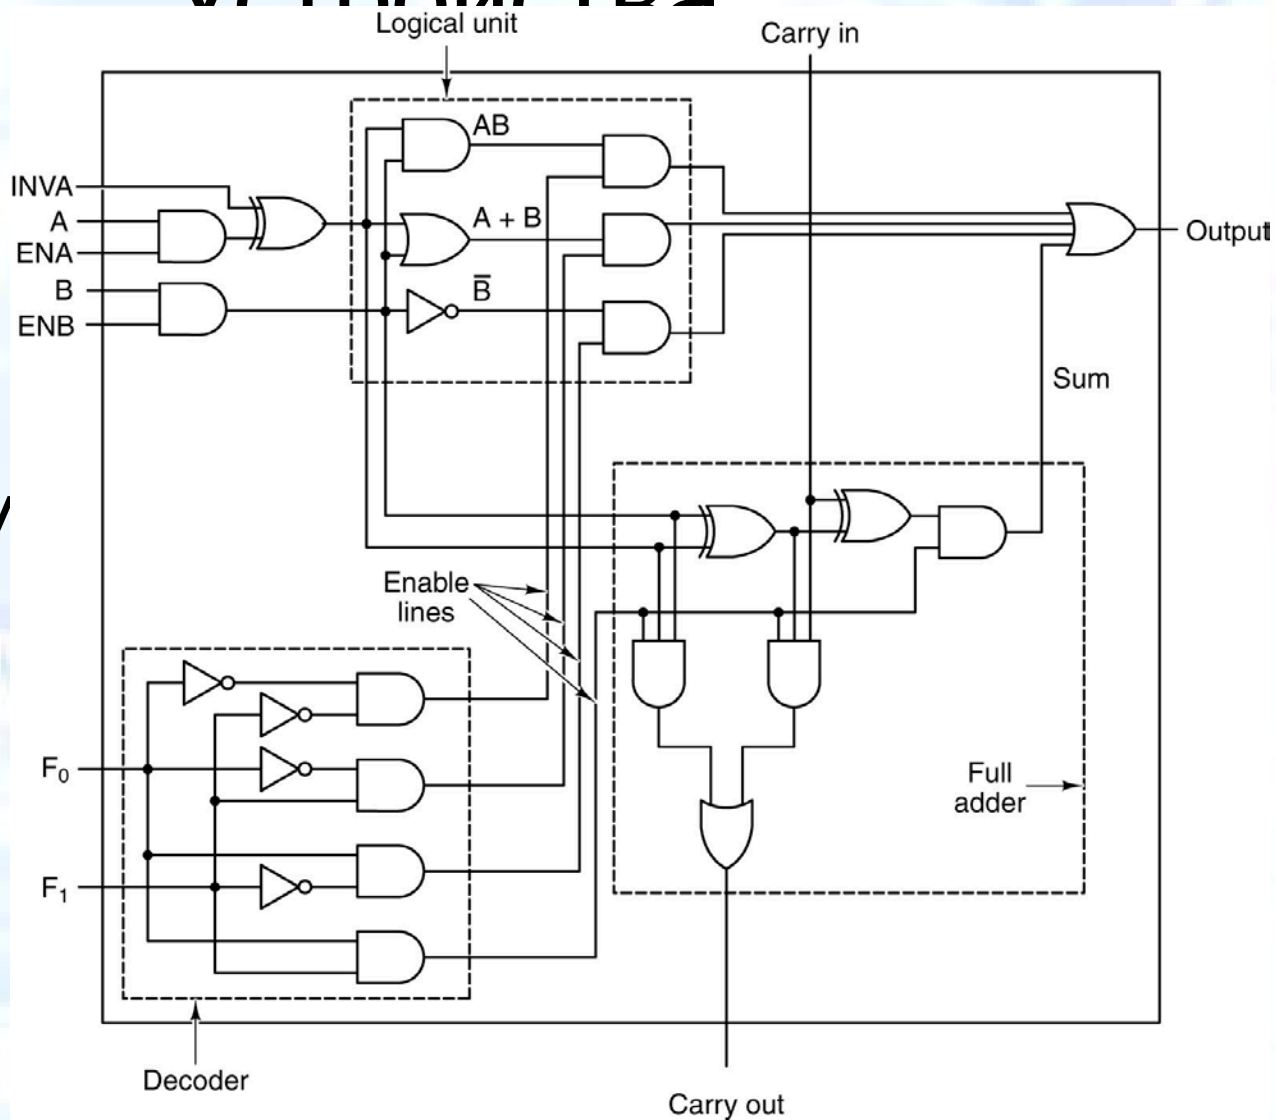 устройства
Logical unit
Carry in
INVA
A
ENA
B
ENB
AB
A + B
B̅
Output
Sum
Enable
lines
F₀
F₁
Full
adder
Decoder
Carry out